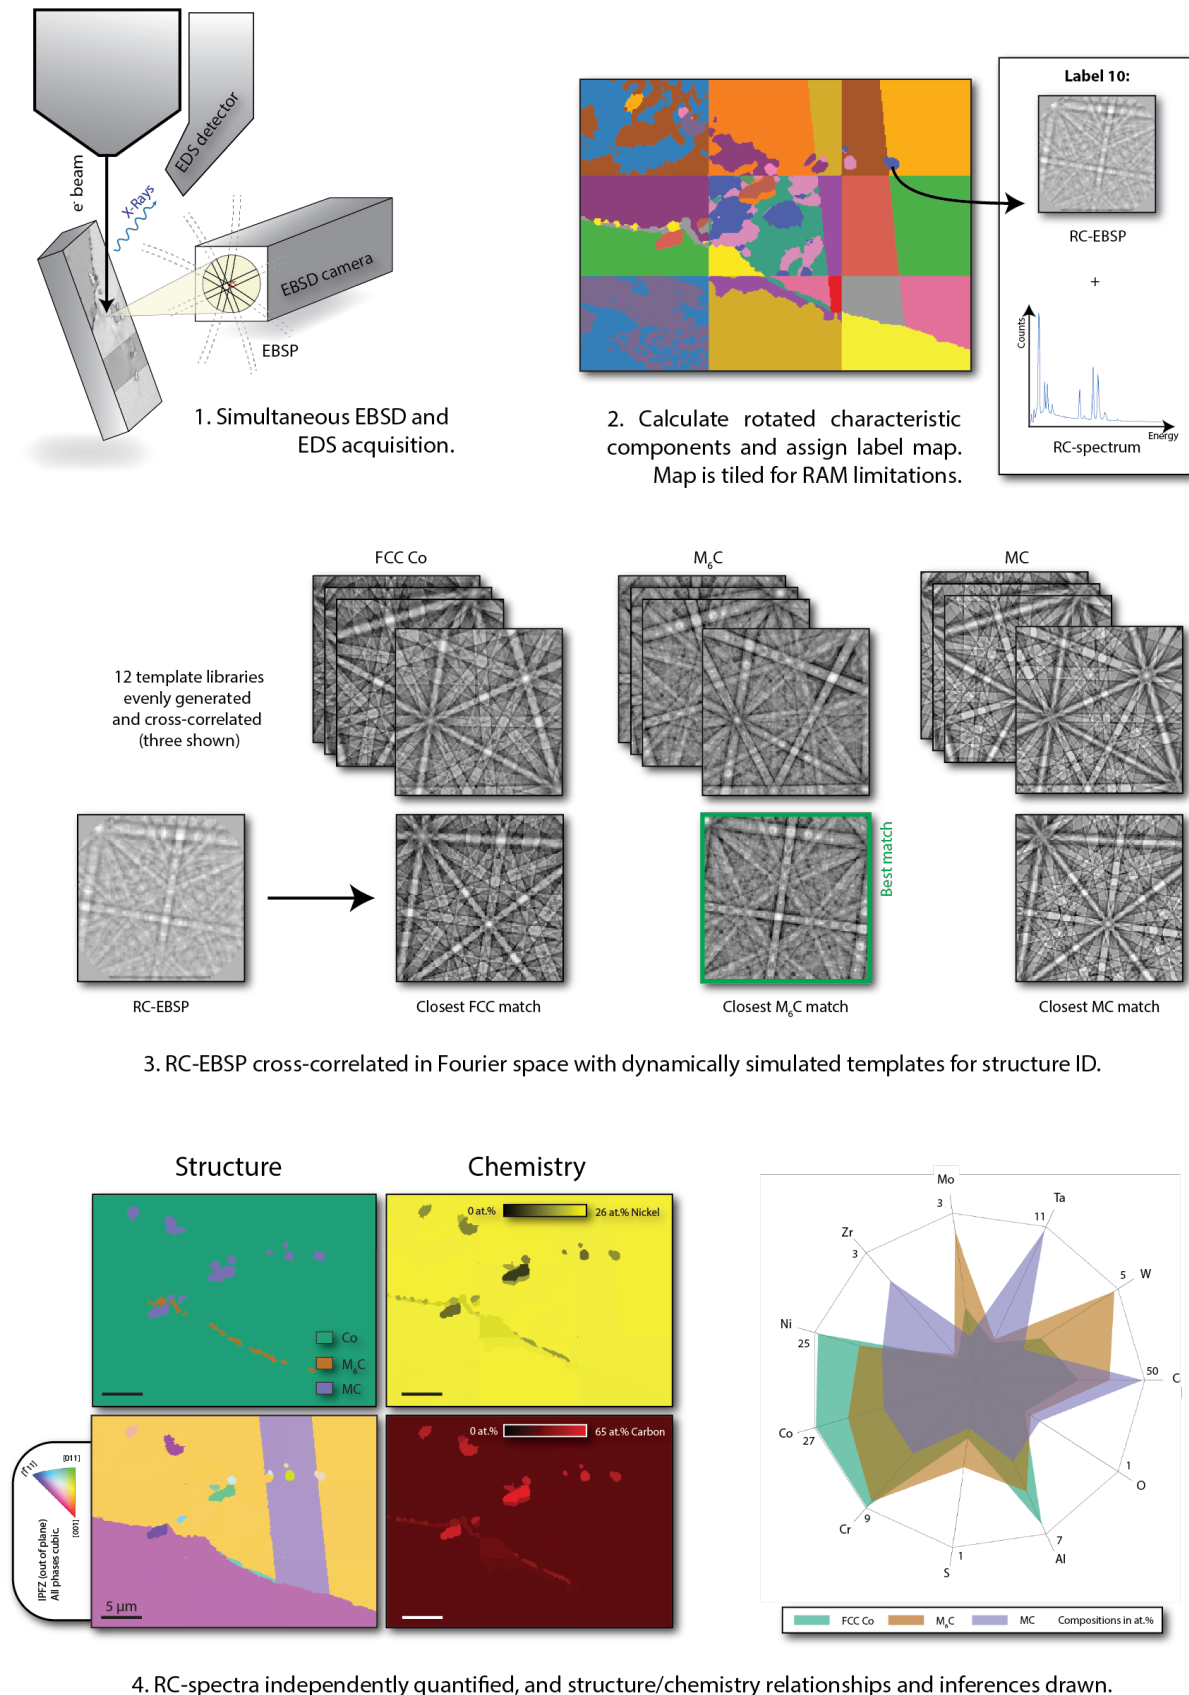 e⁻ beam
X-Rays
EDS detector
EBSD camera
EBSP
1. Simultaneous EBSD and
EDS acquisition.
2. Calculate rotated characteristic
components and assign label map.
Map is tiled for RAM limitations.
Label 10:
RC-EBSP
+
Counts
Energy
RC-spectrum
FCC Co
M₆C
MC
12 template libraries
evenly generated
and cross-correlated
(three shown)
Best match
RC-EBSP
Closest FCC match
Closest M₆C match
Closest MC match
3. RC-EBSP cross-correlated in Fourier space with dynamically simulated templates for structure ID.
Structure
Chemistry
Co
M₆C
MC
0 at.%
26 at.% Nickel
[1̄11]
[011]
[001]
IPFZ (out of plane)
All phases cubic.
5 μm
0 at.%
65 at.% Carbon
Mo
3
Ta
11
W
5
C
50
O
1
Al
7
S
1
Cr
9
Co
27
Ni
25
Zr
3
FCC Co
M₆C
MC
Compositions in at.%
4. RC-spectra independently quantified, and structure/chemistry relationships and inferences drawn.